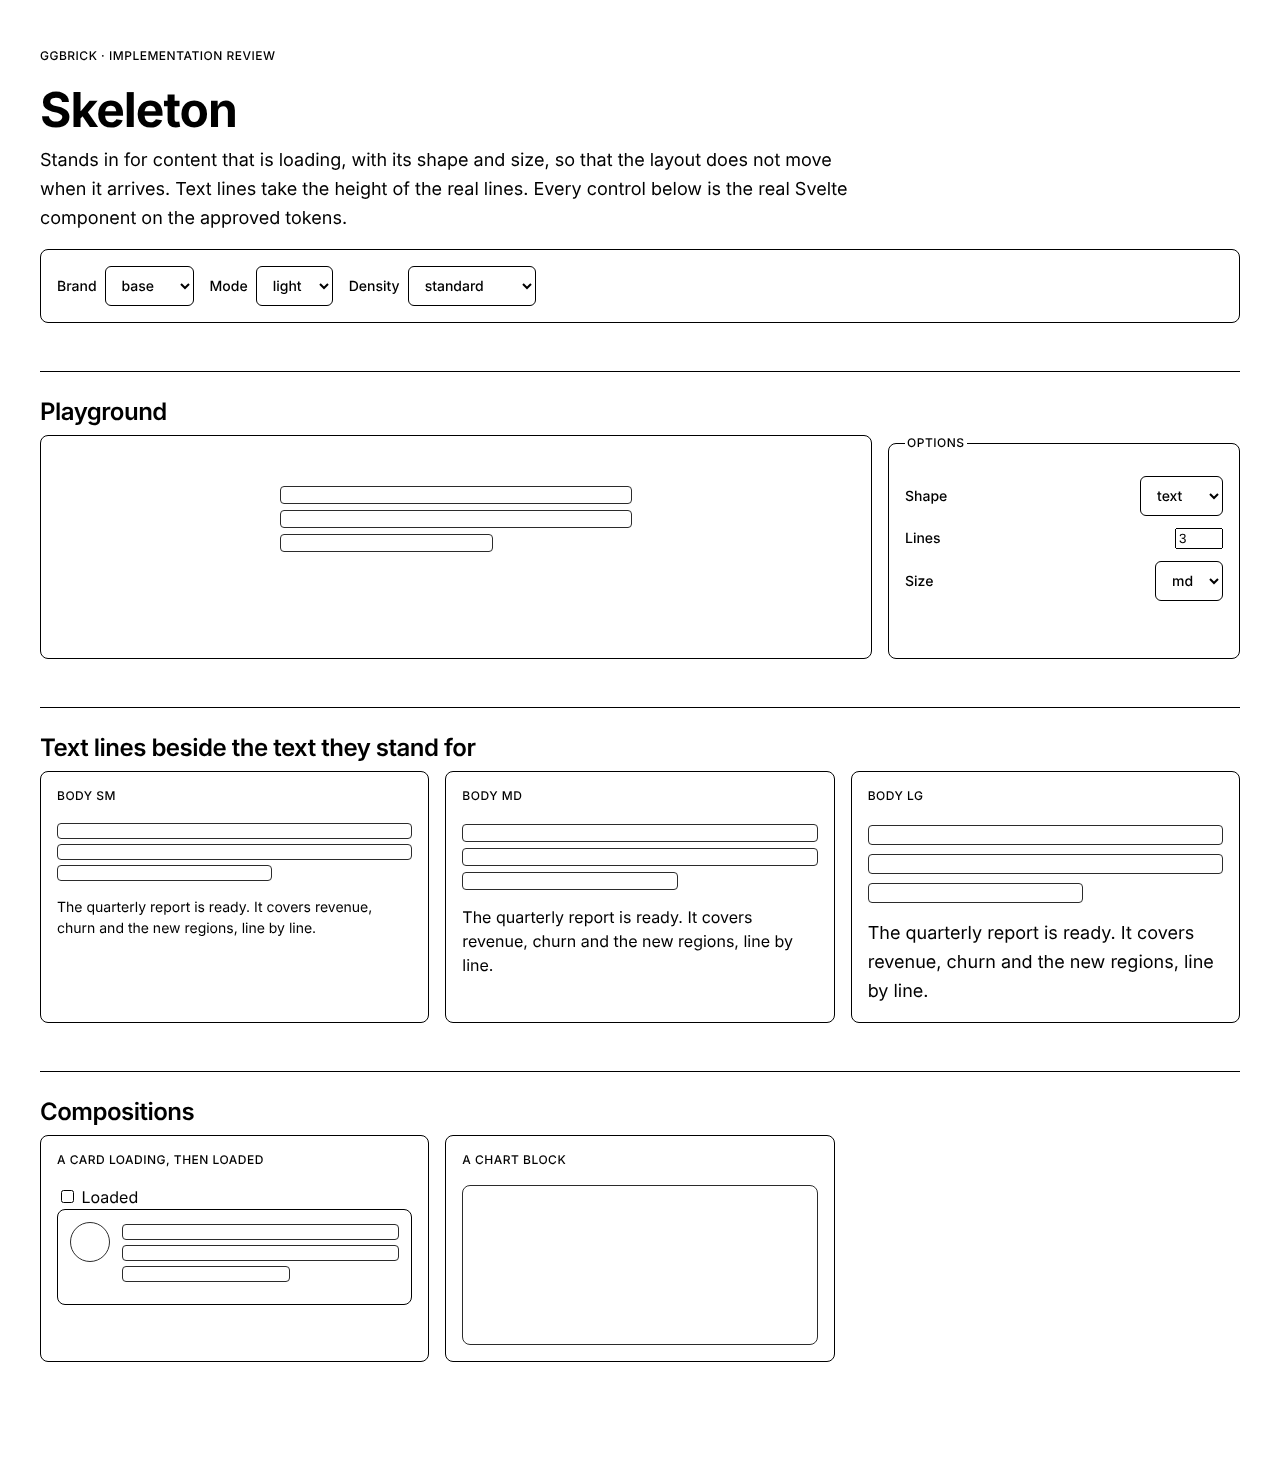 GGBRICK · IMPLEMENTATION REVIEW
Skeleton
Stands in for content that is loading, with its shape and size, so that the layout does not move
when it arrives. Text lines take the height of the real lines. Every control below is the real Svelte
component on the approved tokens.
Brand base Mode light Density standard
Playground
OPTIONS
Shape text
Lines 3
Size md
Text lines beside the text they stand for
BODY SM
The quarterly report is ready. It covers revenue,
churn and the new regions, line by line.
BODY MD
The quarterly report is ready. It covers
revenue, churn and the new regions, line by
line.
BODY LG
The quarterly report is ready. It covers
revenue, churn and the new regions, line
by line.
Compositions
A CARD LOADING, THEN LOADED
Loaded
A CHART BLOCK